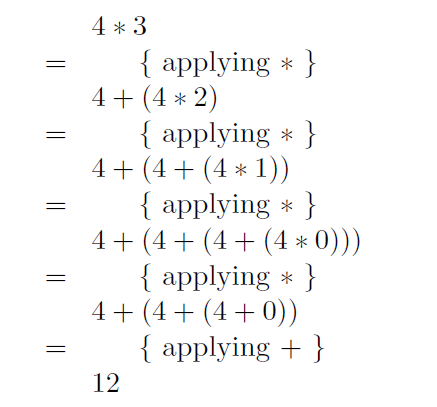 4 ∗ 3
= { applying ∗ }
4 + (4 ∗ 2)
= { applying ∗ }
4 + (4 + (4 ∗ 1))
= { applying ∗ }
4 + (4 + (4 + (4 ∗ 0)))
= { applying ∗ }
4 + (4 + (4 + 0))
= { applying + }
12